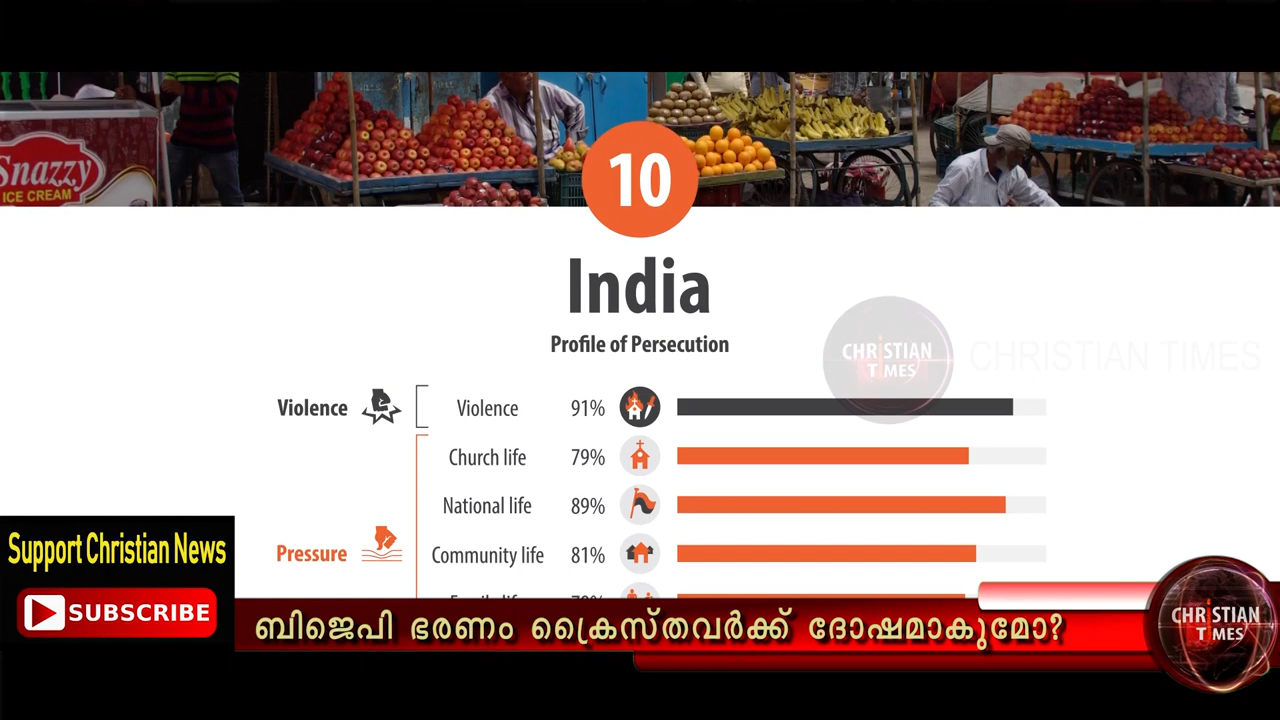 Snazzy
ICE CREAM
10
India
Profile of Persecution
CHRISTIAN TIMES
CHRISTIAN TIMES
Violence
Violence 91%
Church life 79%
National life 89%
Pressure
Community life 81%
Support Christian News
SUBSCRIBE
ബിജെപി ഭരണം ക്രൈസ്തവർക്ക് ദോഷമാകുമോ?
CHRISTIAN
TIMES